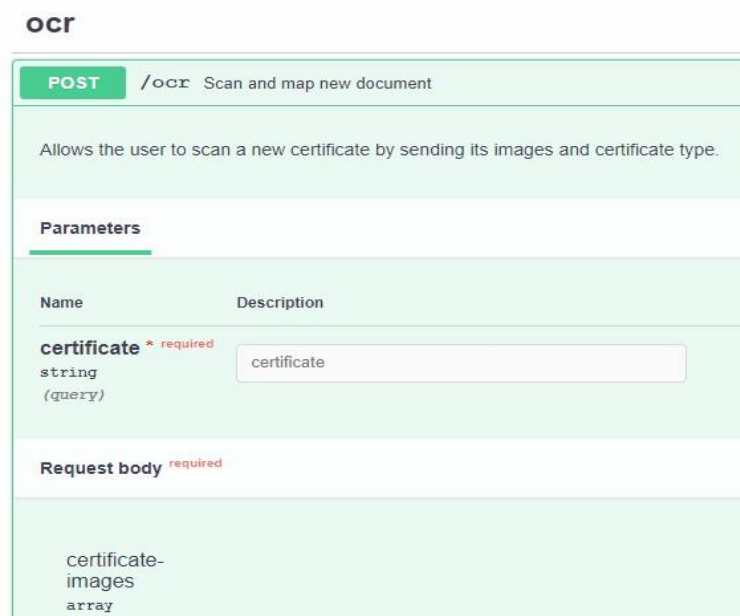 ocr
POST /ocr Scan and map new document
Allows the user to scan a new certificate by sending its images and certificate type.
Parameters
Name Description
certificate * required certificate
string
(query)
Request body required
certificate-
images
array